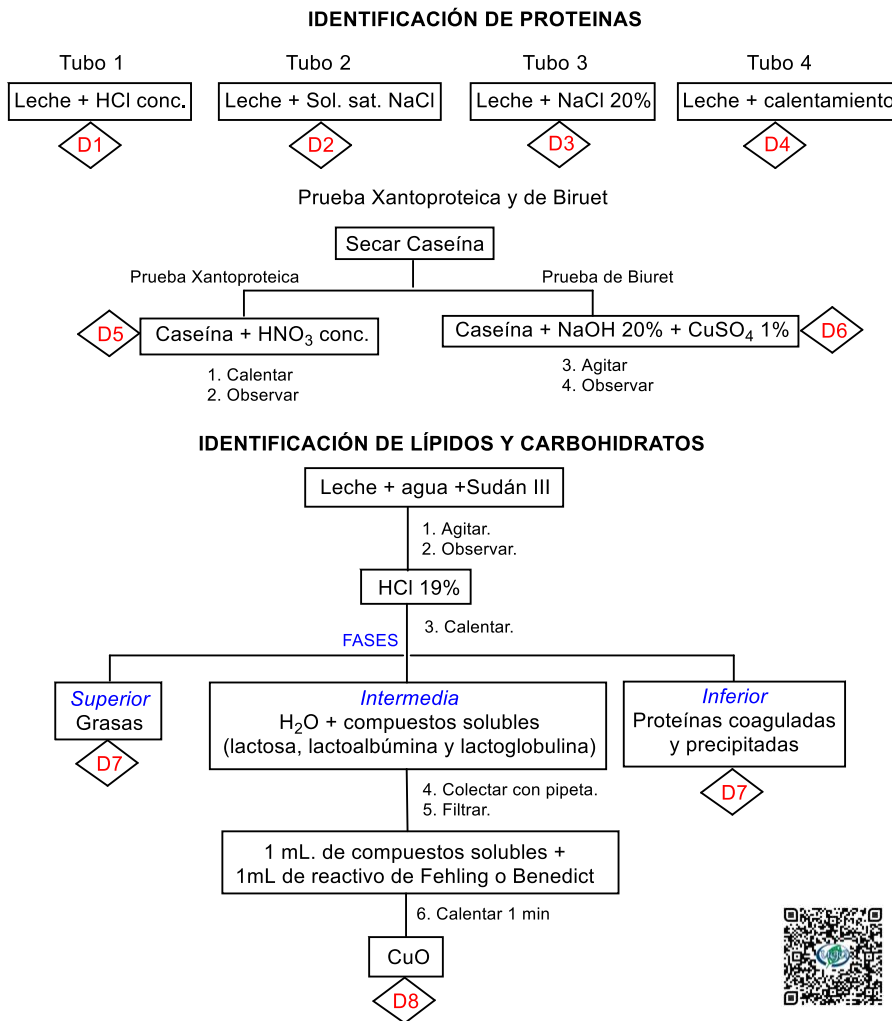 IDENTIFICACIÓN DE PROTEINAS
Tubo 1
Tubo 2
Tubo 3
Tubo 4
Leche + HCl conc.
Leche + Sol. sat. NaCl
Leche + NaCl 20%
Leche + calentamiento
D1
D2
D3
D4
Prueba Xantoproteica y de Biruet
Secar Caseína
Prueba Xantoproteica
Prueba de Biuret
D5
Caseína + HNO₃ conc.
Caseína + NaOH 20% + CuSO₄ 1%
D6
1. Calentar
2. Observar
3. Agitar
4. Observar
IDENTIFICACIÓN DE LÍPIDOS Y CARBOHIDRATOS
Leche + agua +Sudán III
1. Agitar.
2. Observar.
HCl 19%
3. Calentar.
FASES
Superior
Grasas
D7
Intermedia
H₂O + compuestos solubles
(lactosa, lactoalbúmina y lactoglobulina)
Inferior
Proteínas coaguladas
y precipitadas
D7
4. Colectar con pipeta.
5. Filtrar.
1 mL. de compuestos solubles +
1mL de reactivo de Fehling o Benedict
6. Calentar 1 min
CuO
D8